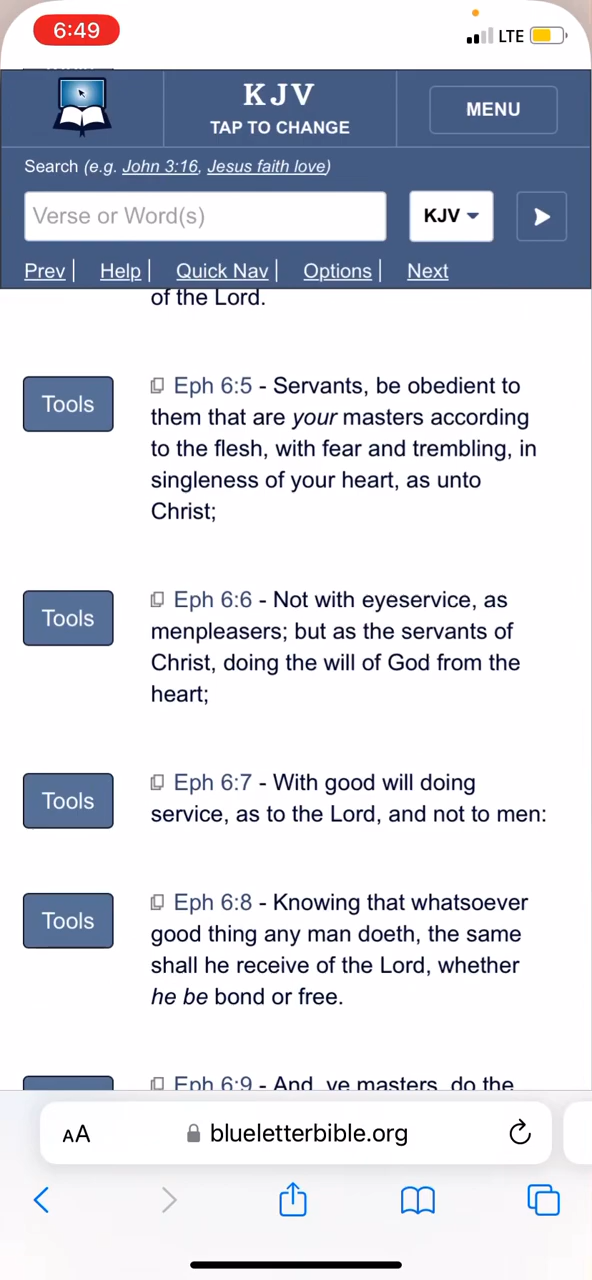 6:49
LTE
KJV
TAP TO CHANGE
MENU
Search (e.g. John 3:16, Jesus faith love)
Verse or Word(s)
KJV
Prev | Help | Quick Nav | Options | Next
of the Lord.
Tools
Eph 6:5 - Servants, be obedient to
them that are your masters according
to the flesh, with fear and trembling, in
singleness of your heart, as unto
Christ;
Tools
Eph 6:6 - Not with eyeservice, as
menpleasers; but as the servants of
Christ, doing the will of God from the
heart;
Tools
Eph 6:7 - With good will doing
service, as to the Lord, and not to men:
Tools
Eph 6:8 - Knowing that whatsoever
good thing any man doeth, the same
shall he receive of the Lord, whether
he be bond or free.
Eph 6:9 - And, ye masters, do the
AA
blueletterbible.org